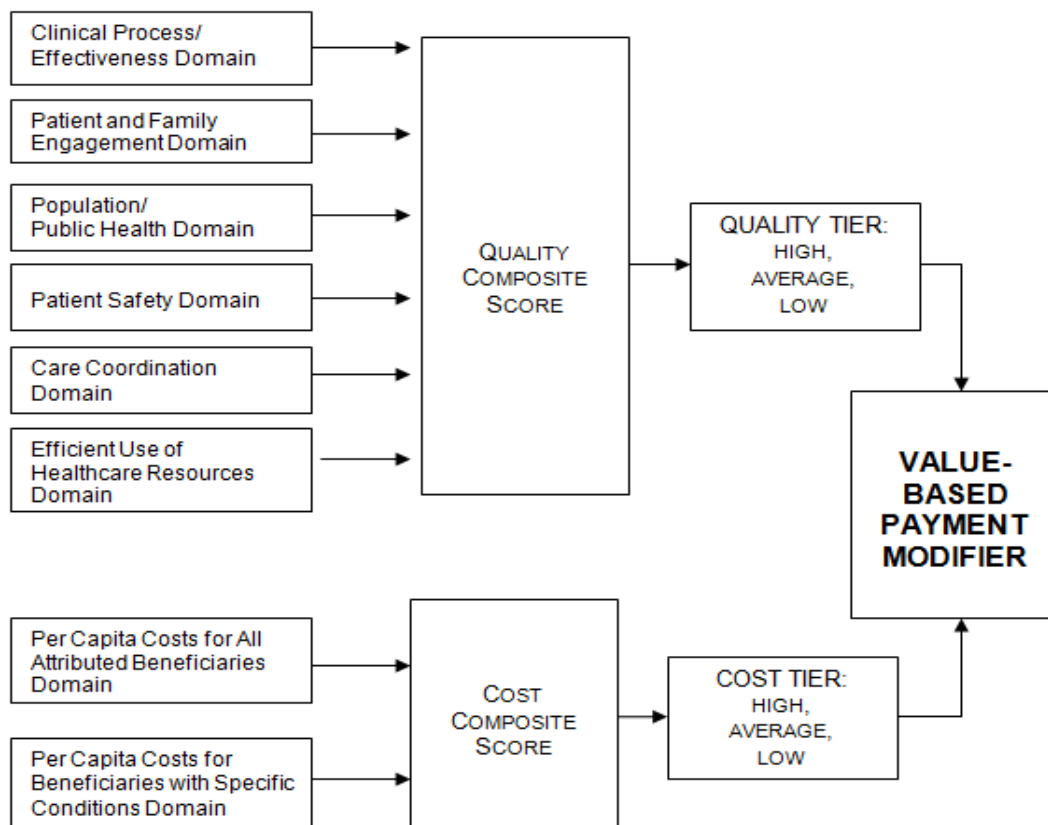 Clinical Process/
Effectiveness Domain
Patient and Family
Engagement Domain
Population/
Public Health Domain
Patient Safety Domain
Care Coordination
Domain
Efficient Use of
Healthcare Resources
Domain
QUALITY
COMPOSITE
SCORE
QUALITY TIER:
HIGH,
AVERAGE,
LOW
VALUE-
BASED
PAYMENT
MODIFIER
Per Capita Costs for All
Attributed Beneficiaries
Domain
Per Capita Costs for
Beneficiaries with Specific
Conditions Domain
COST
COMPOSITE
SCORE
COST TIER:
HIGH,
AVERAGE,
LOW